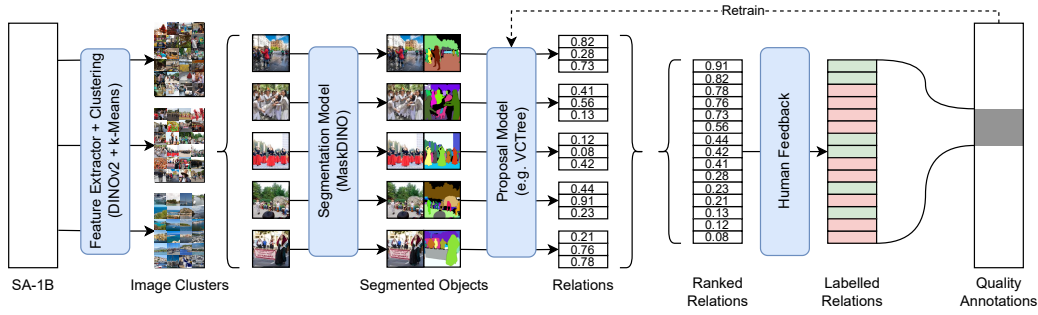 Retrain
Feature Extractor + Clustering
(DINOv2 + k-Means)
Segmentation Model
(MaskDINO)
Proposal Model
(e.g. VCTree)
0.82
0.28
0.73
0.41
0.56
0.13
0.12
0.08
0.42
0.44
0.91
0.23
0.21
0.76
0.78
0.91
0.82
0.78
0.76
0.73
0.56
0.44
0.42
0.41
0.28
0.23
0.21
0.13
0.12
0.08
Human Feedback
SA-1B
Image Clusters
Segmented Objects
Relations
Ranked
Relations
Labelled
Relations
Quality
Annotations